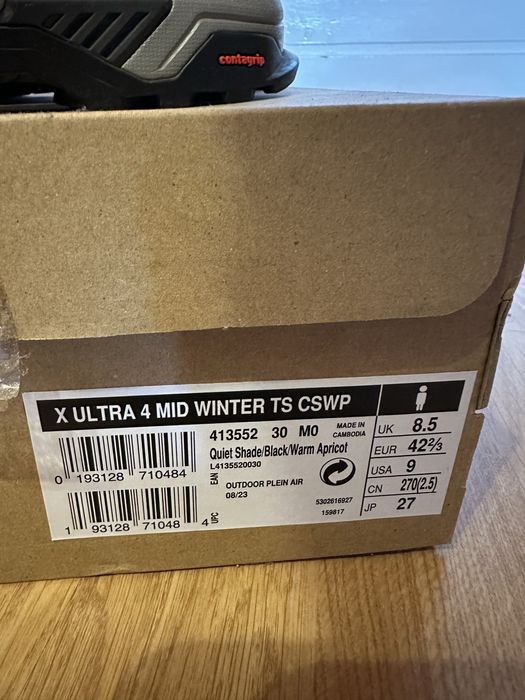 contagrip
X ULTRA 4 MID WINTER TS CSWP
413552 30 M0 MADE IN CAMBODIA
Quiet Shade/Black/Warm Apricot
L4135520030
0 193128 710484 EAN
OUTDOOR PLEIN AIR
08/23
5302616927
159817
1 93128 71048 4 UPC
UK 8.5
EUR 42⅔
USA 9
CN 270(2.5)
JP 27